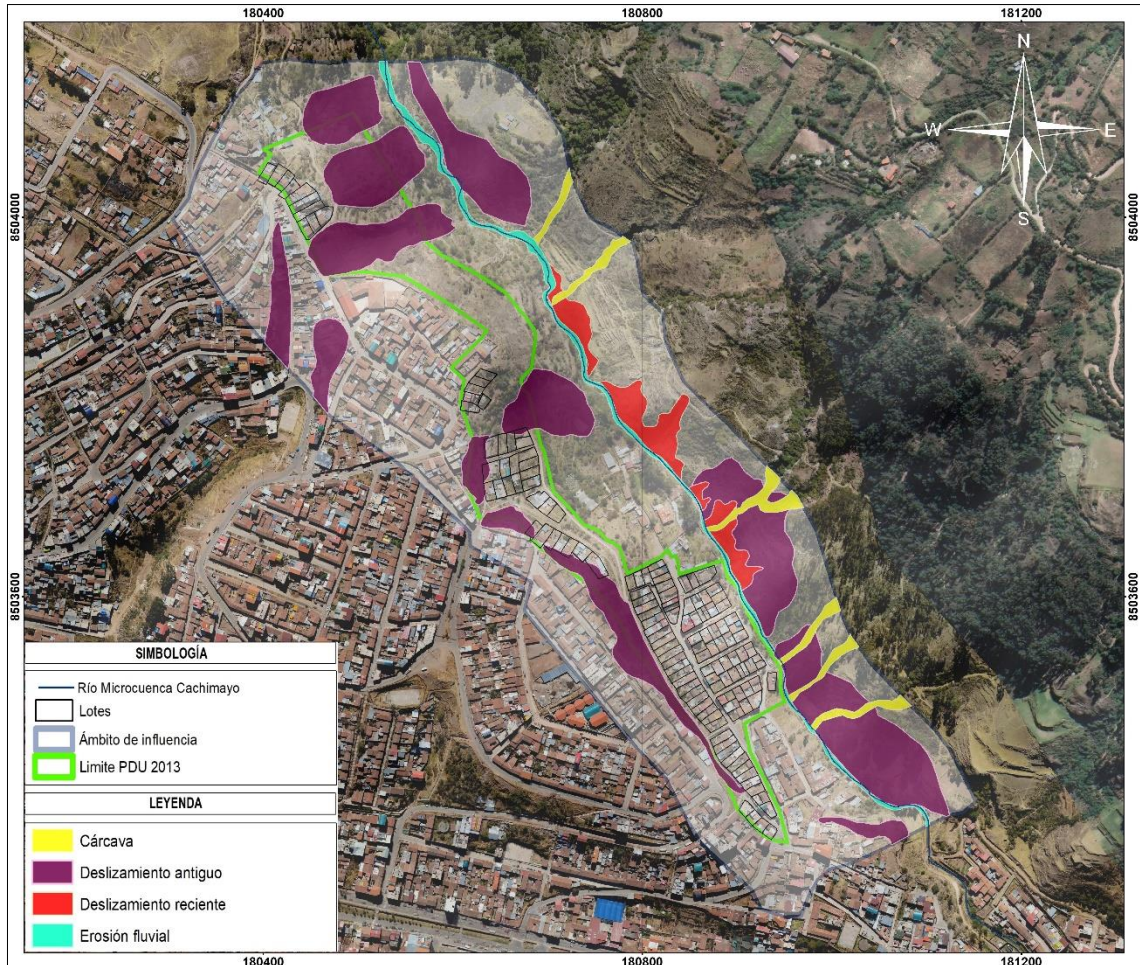 180400
180800
181200
N
W
E
S
8504000
8504000
8503600
8503600
SIMBOLOGÍA
Río Microcuenca Cachimayo
Lotes
Ámbito de influencia
Limite PDU 2013
LEYENDA
Cárcava
Deslizamiento antiguo
Deslizamiento reciente
Erosión fluvial
180400
180800
181200